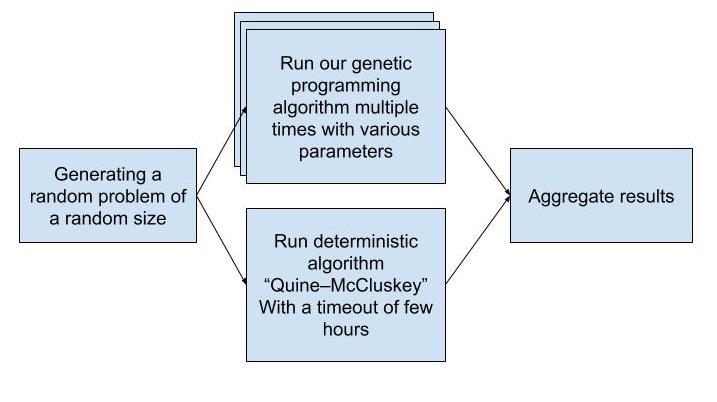 Run our genetic
programming
algorithm multiple
times with various
parameters
Generating a
random problem of
a random size
Aggregate results
Run deterministic
algorithm
“Quine–McCluskey”
With a timeout of few
hours